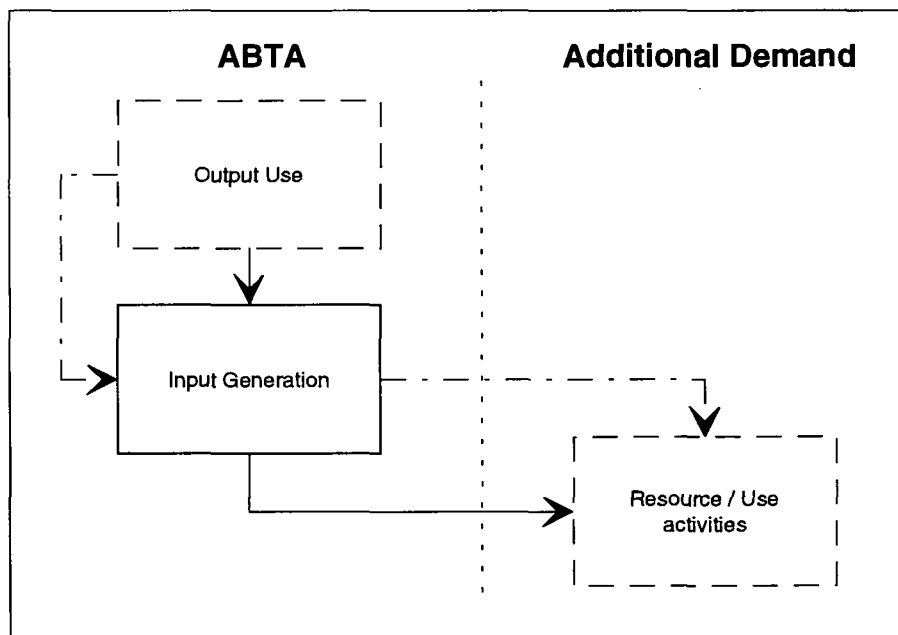 ABTA
Additional Demand
Output Use
Input Generation
Resource / Use
activities